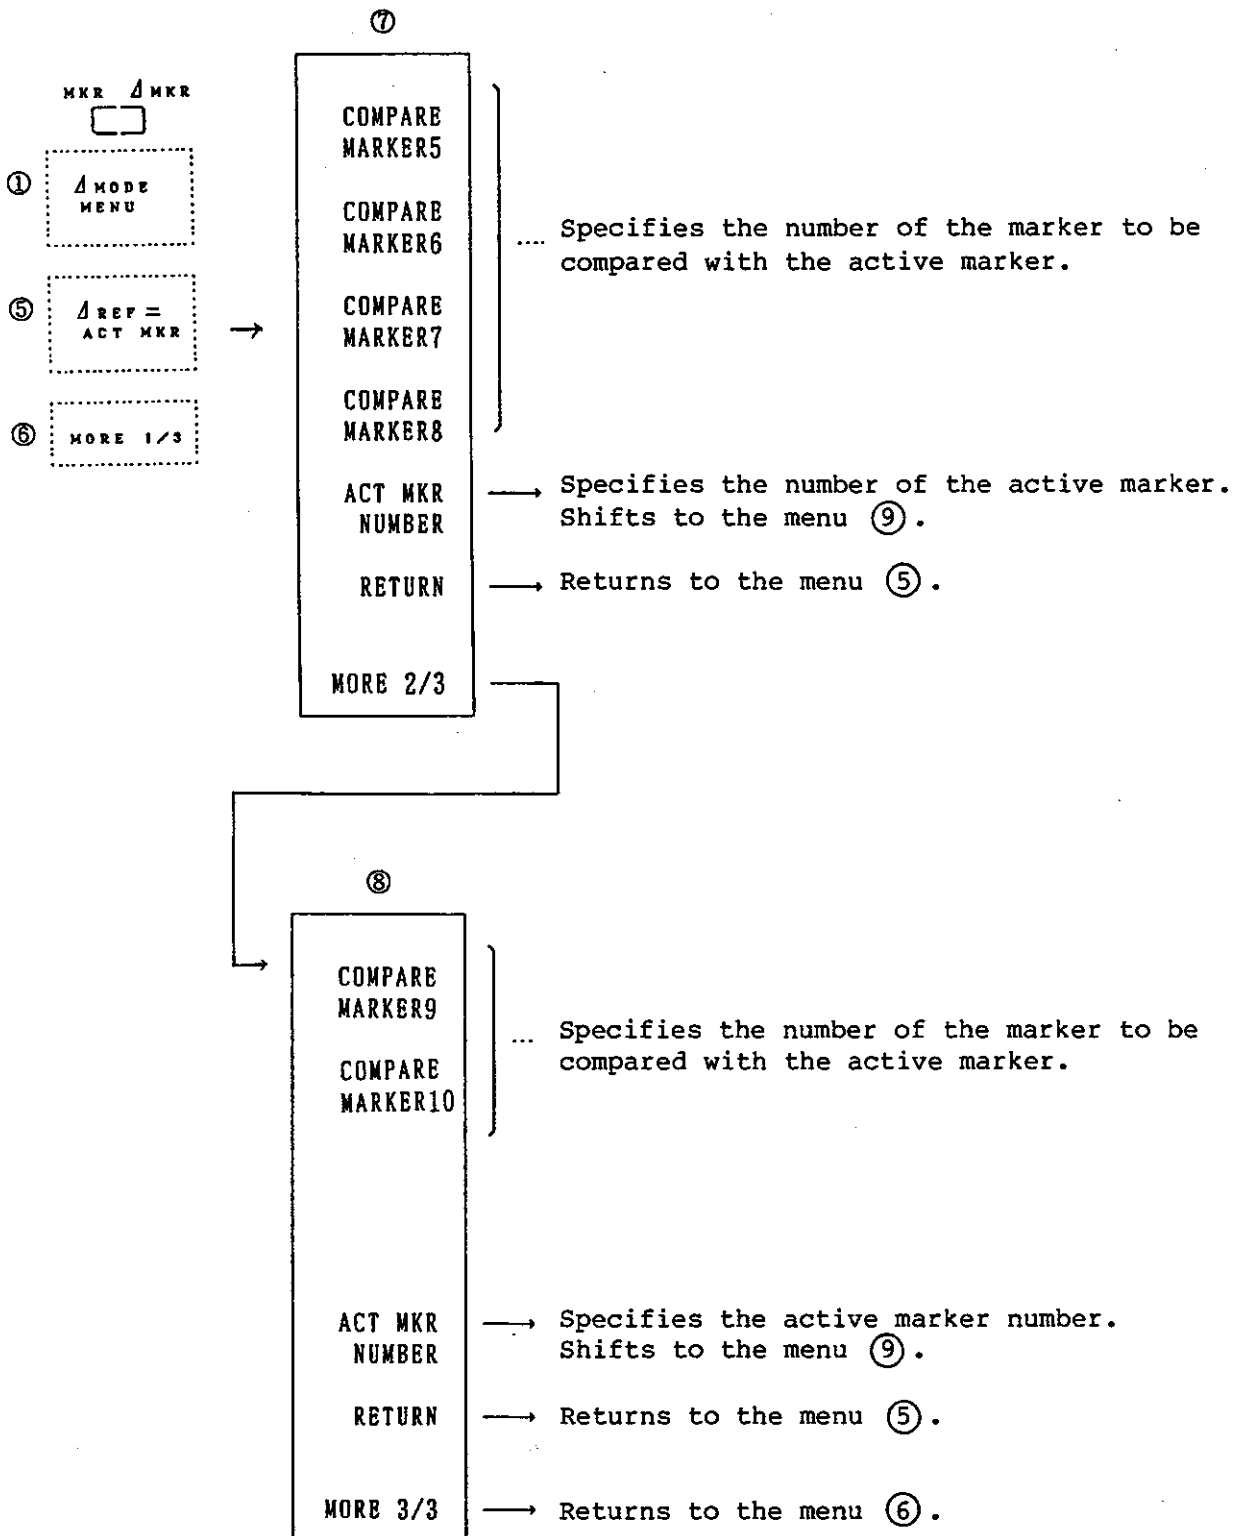 ⑦
MKR ΔMKR
① ΔMODE
MENU
⑤ ΔREF=
ACT MKR
→
⑥ MORE 1/3
COMPARE
MARKER5
COMPARE
MARKER6
COMPARE
MARKER7
COMPARE
MARKER8
.... Specifies the number of the marker to be
compared with the active marker.
ACT MKR
NUMBER
→ Specifies the number of the active marker.
Shifts to the menu ⑨.
RETURN → Returns to the menu ⑤.
MORE 2/3
⑧
COMPARE
MARKER9
COMPARE
MARKER10
... Specifies the number of the marker to be
compared with the active marker.
ACT MKR
NUMBER
→ Specifies the active marker number.
Shifts to the menu ⑨.
RETURN → Returns to the menu ⑤.
MORE 3/3 → Returns to the menu ⑥.